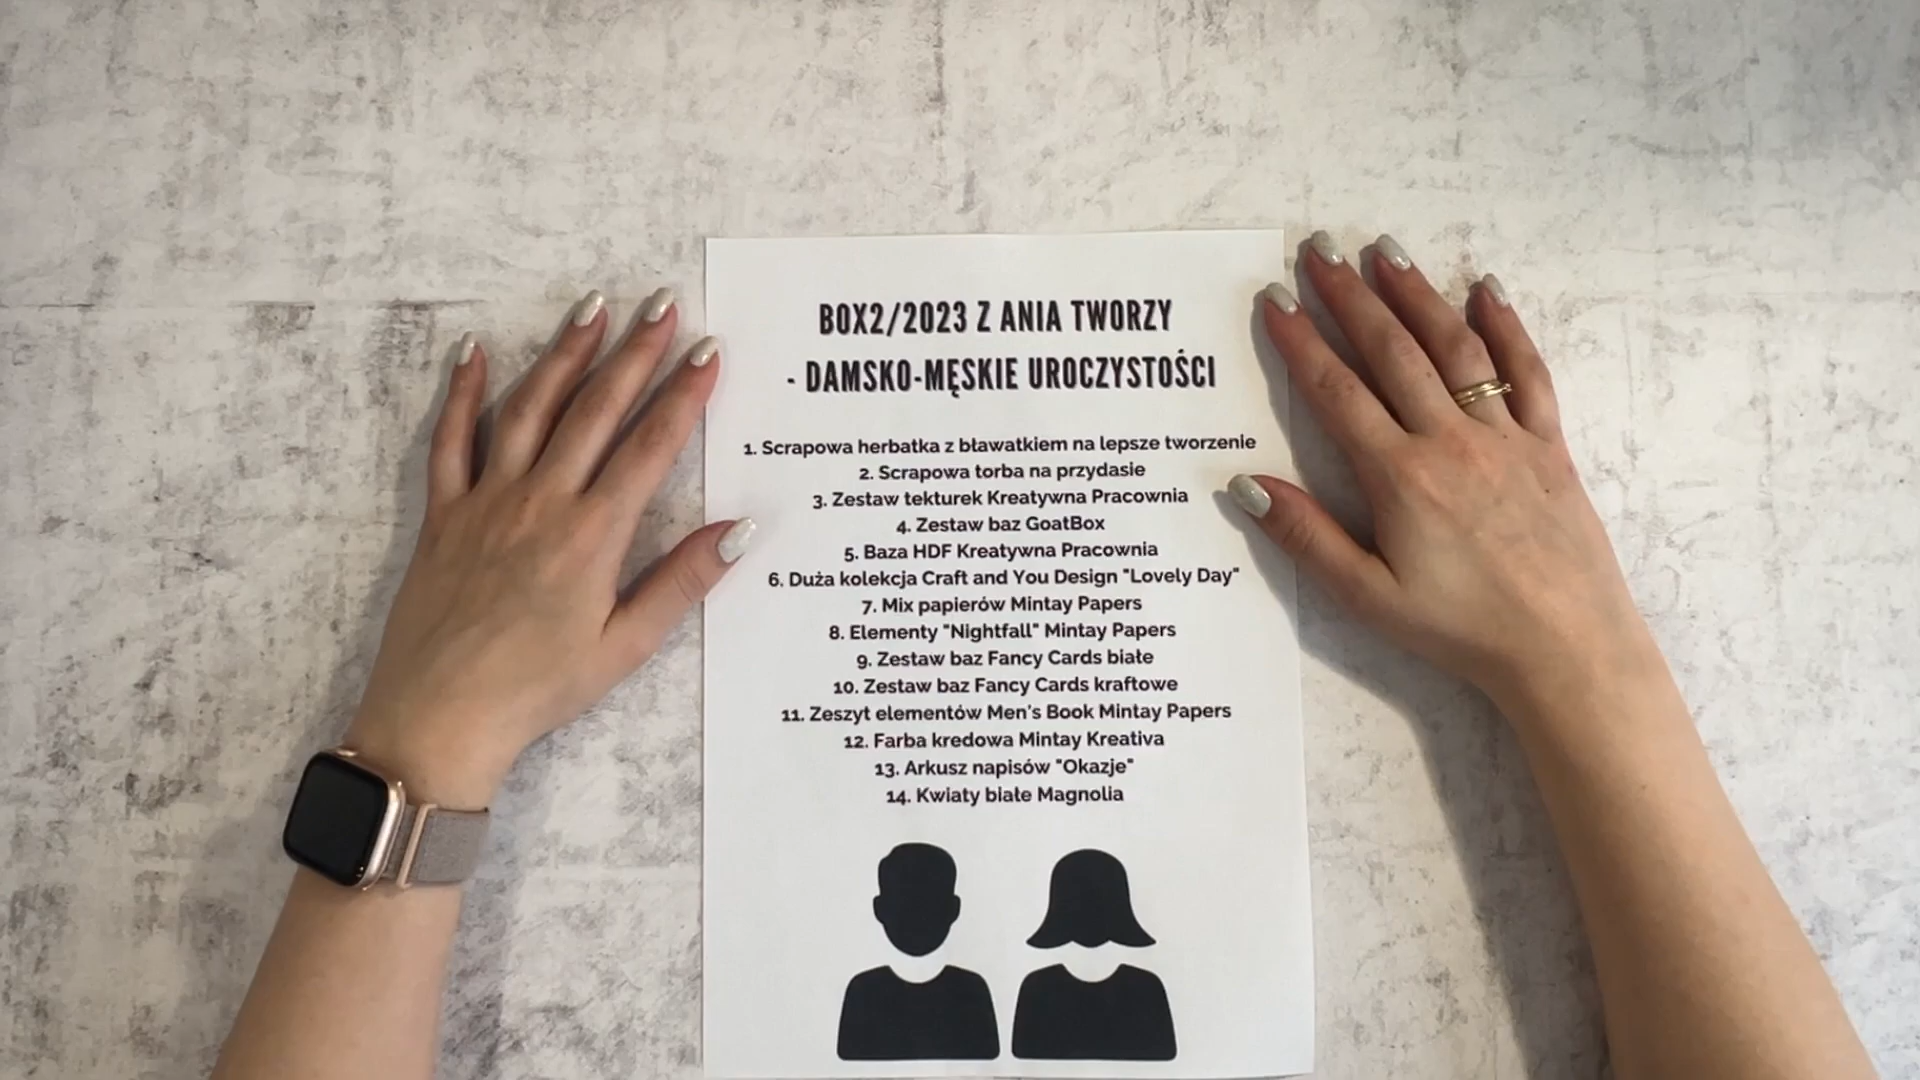 BOX2/2023 Z ANIA TWORZY
- DAMSKO-MĘSKIE UROCZYSTOŚCI
1. Scrapowa herbatka z bławatkiem na lepsze tworzenie
2. Scrapowa torba na przydasie
3. Zestaw tekturek Kreatywna Pracownia
4. Zestaw baz GoatBox
5. Baza HDF Kreatywna Pracownia
6. Duża kolekcja Craft and You Design "Lovely Day"
7. Mix papierów Mintay Papers
8. Elementy "Nightfall" Mintay Papers
9. Zestaw baz Fancy Cards białe
10. Zestaw baz Fancy Cards kraftowe
11. Zeszyt elementów Men's Book Mintay Papers
12. Farba kredowa Mintay Kreativa
13. Arkusz napisów "Okazje"
14. Kwiaty białe Magnolia